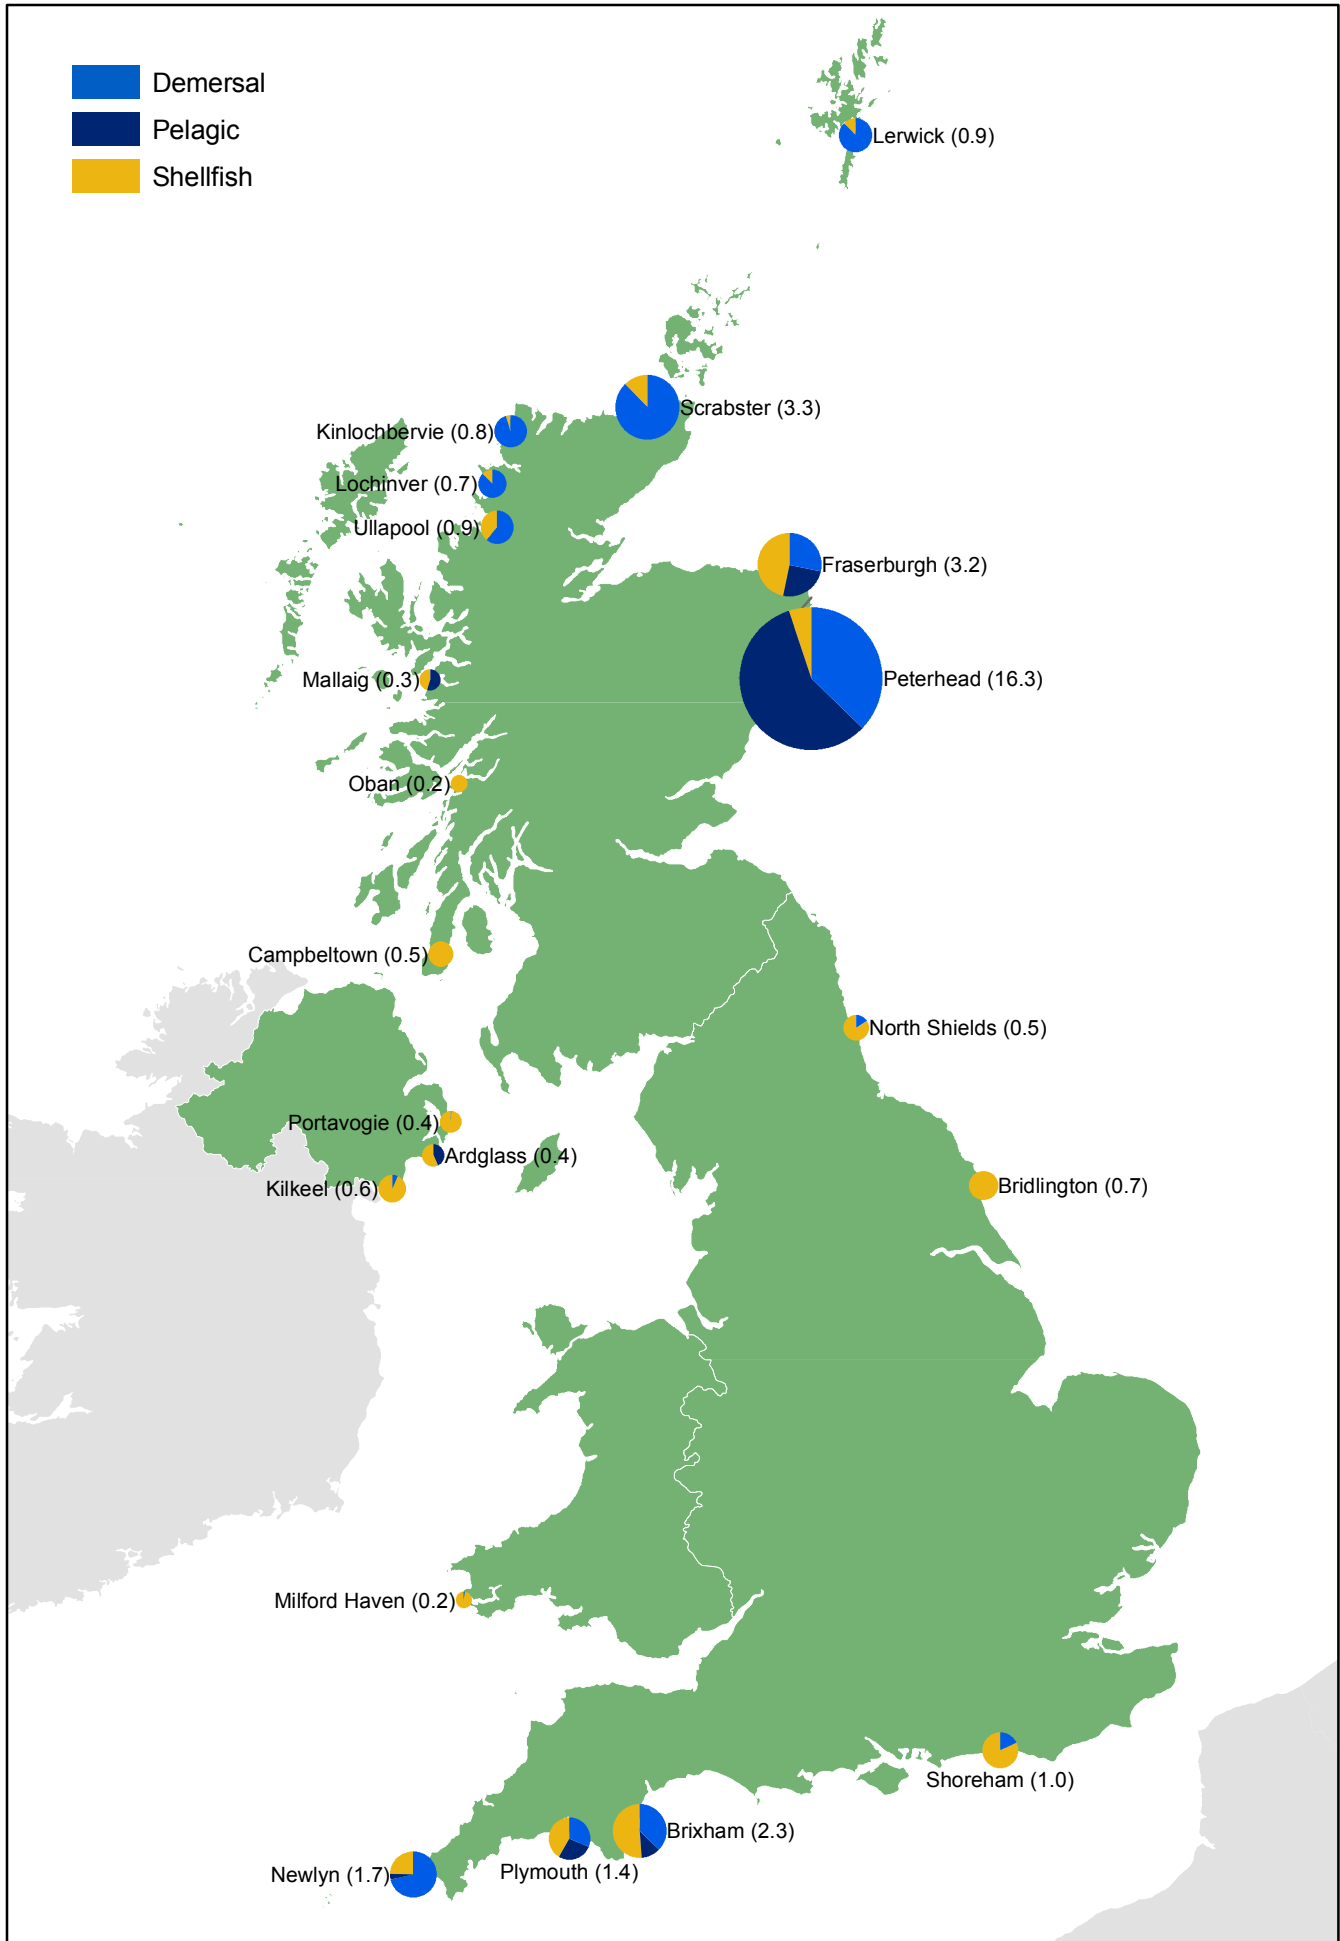 Demersal
Pelagic
Shellfish
Lerwick (0.9)
Scrabster (3.3)
Kinlochbervie (0.8)
Lochinver (0.7)
Ullapool (0.9)
Fraserburgh (3.2)
Mallaig (0.3)
Peterhead (16.3)
Oban (0.2)
Campbeltown (0.5)
North Shields (0.5)
Portavogie (0.4)
Ardglass (0.4)
Kilkeel (0.6)
Bridlington (0.7)
Milford Haven (0.2)
Shoreham (1.0)
Brixham (2.3)
Plymouth (1.4)
Newlyn (1.7)